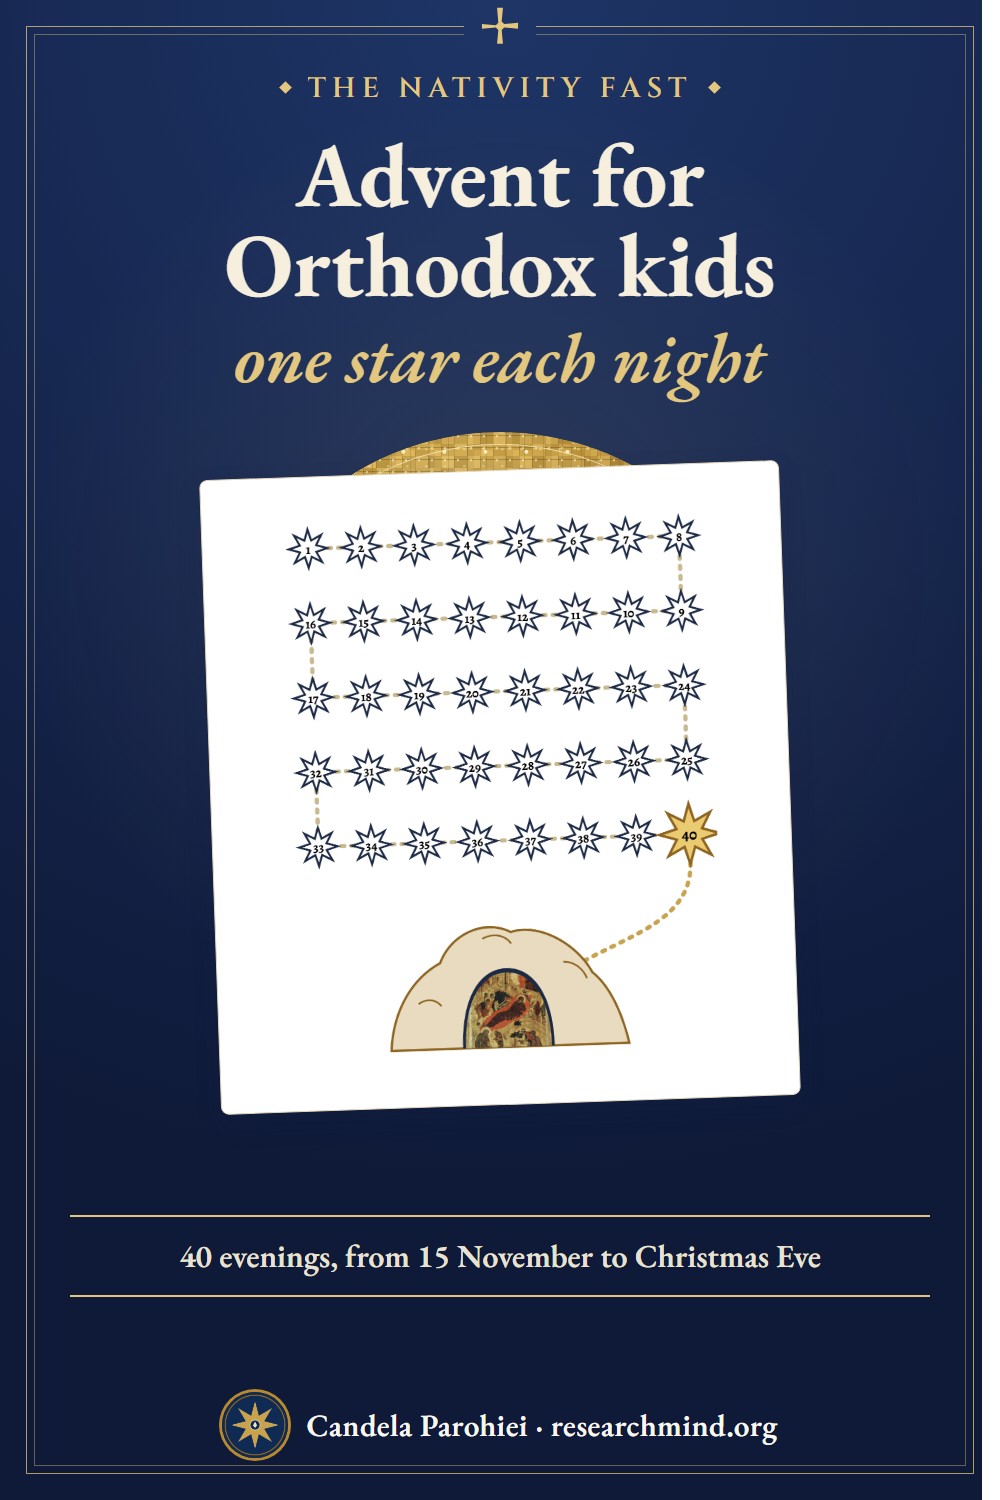 THE NATIVITY FAST
Advent for
Orthodox kids
one star each night
1 2 3 4 5 6 7 8
16 15 14 13 12 11 10 9
17 18 19 20 21 22 23 24
32 31 30 29 28 27 26 25
33 34 35 36 37 38 39 40
40 evenings, from 15 November to Christmas Eve
Candela Parohiei · researchmind.org